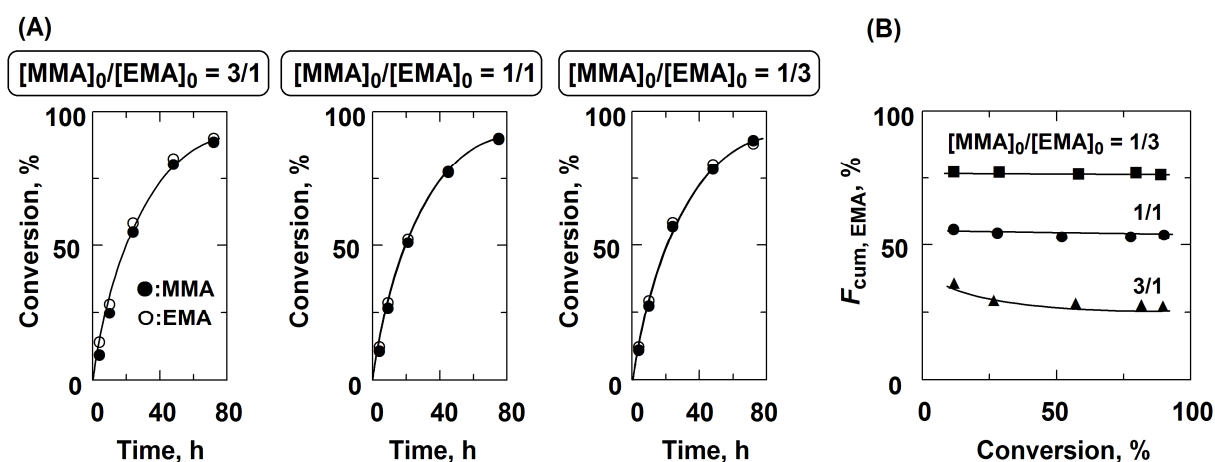 (A)
[MMA]0/[EMA]0 = 3/1
[MMA]0/[EMA]0 = 1/1
[MMA]0/[EMA]0 = 1/3
100
50
0
Conversion, %
●:MMA
○:EMA
0 40 80
Time, h
100
50
0
Conversion, %
0 40 80
Time, h
100
50
0
Conversion, %
0 40 80
Time, h
(B)
100
50
0
Fcum, EMA, %
[MMA]0/[EMA]0 = 1/3
1/1
3/1
0 50 100
Conversion, %